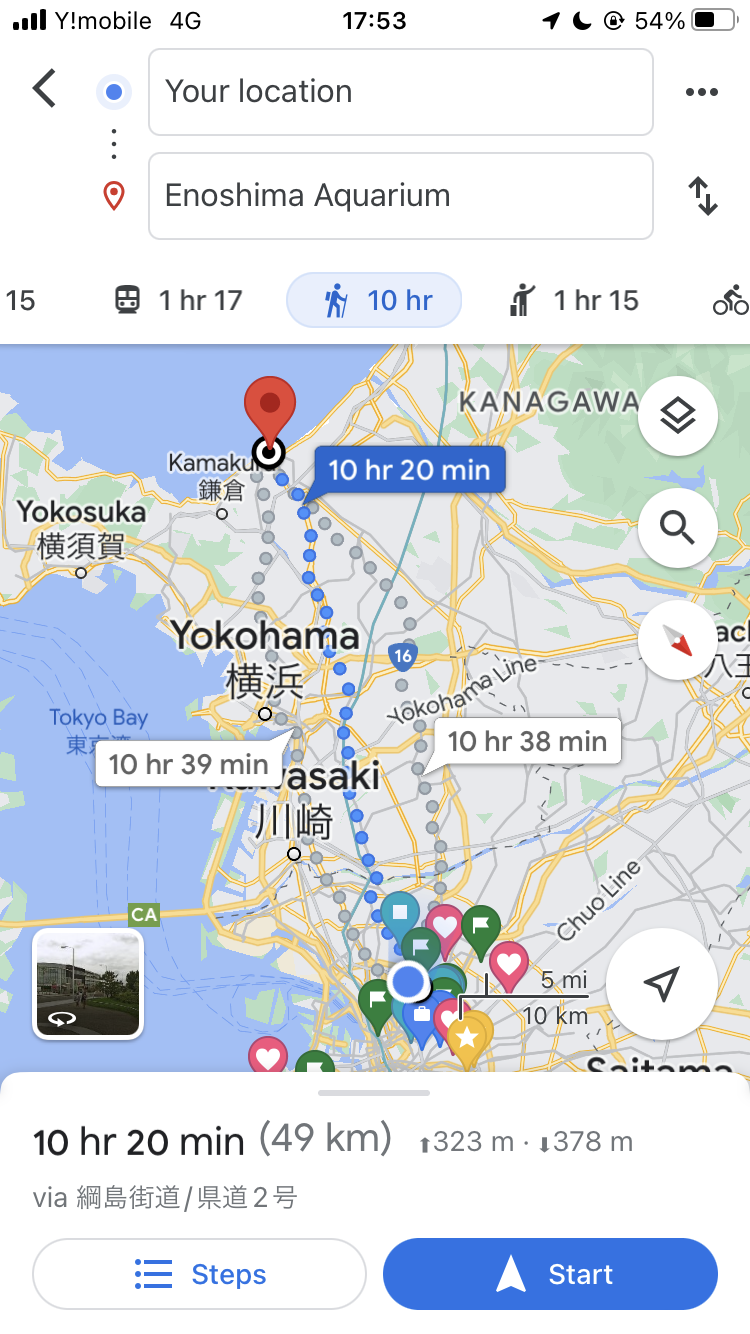 Y!mobile 4G 17:53 54%
Your location
Enoshima Aquarium
15 1 hr 17 10 hr 1 hr 15
KANAGAWA
Kamakura
鎌倉
10 hr 20 min
Yokosuka
横須賀
Yokohama
横浜
16
Yokohama Line
Tokyo Bay
東京湾
10 hr 38 min
10 hr 39 min
Kawasaki
川崎
CA
Chuo Line
5 mi
10 km
Saitama
10 hr 20 min (49 km) 323 m · 378 m
via 綱島街道/県道2号
Steps
Start